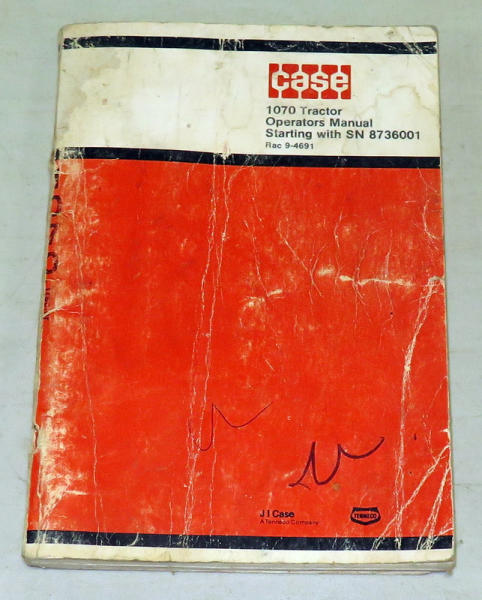 case
1070 Tractor
Operators Manual
Starting with SN 8736001
Rac 9-4691
J I Case
A Tenneco Company
TENNECO